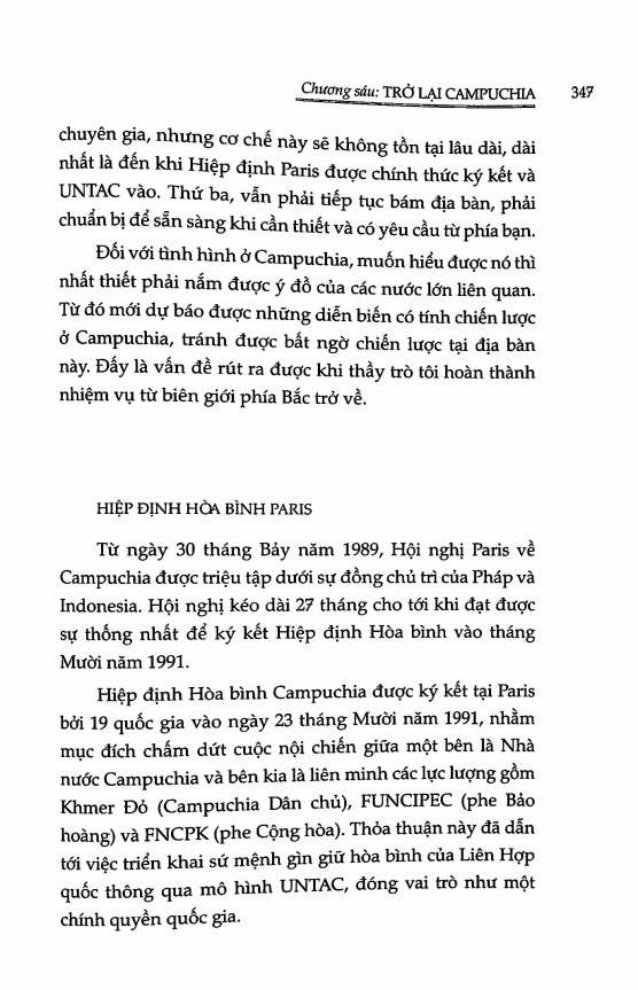 Chương sáu: TRỞ LẠI CAMPUCHIA 347
chuyên gia, nhưng cơ chế này sẽ không tồn tại lâu dài, dài
nhất là đến khi Hiệp định Paris được chính thức ký kết và
UNTAC vào. Thứ ba, vẫn phải tiếp tục bám địa bàn, phải
chuẩn bị để sẵn sàng khi cần thiết và có yêu cầu từ phía bạn.
Đối với tình hình ở Campuchia, muốn hiểu được nó thì
nhất thiết phải nắm được ý đồ của các nước lớn liên quan.
Từ đó mới dự báo được những diễn biến có tính chiến lược
ở Campuchia, tránh được bất ngờ chiến lược tại địa bàn
này. Đấy là vấn đề rút ra được khi thầy trò tôi hoàn thành
nhiệm vụ từ biên giới phía Bắc trở về.
HIỆP ĐỊNH HÒA BÌNH PARIS
Từ ngày 30 tháng Bảy năm 1989, Hội nghị Paris về
Campuchia được triệu tập dưới sự đồng chủ trì của Pháp và
Indonesia. Hội nghị kéo dài 27 tháng cho tới khi đạt được
sự thống nhất để ký kết Hiệp định Hòa bình vào tháng
Mười năm 1991.
Hiệp định Hòa bình Campuchia được ký kết tại Paris
bởi 19 quốc gia vào ngày 23 tháng Mười năm 1991, nhằm
mục đích chấm dứt cuộc nội chiến giữa một bên là Nhà
nước Campuchia và bên kia là liên minh các lực lượng gồm
Khmer Đỏ (Campuchia Dân chủ), FUNCIPEC (phe Bảo
hoàng) và FNCPK (phe Cộng hòa). Thỏa thuận này đã dẫn
tới việc triển khai sứ mệnh gìn giữ hòa bình của Liên Hợp
quốc thông qua mô hình UNTAC, đóng vai trò như một
chính quyền quốc gia.